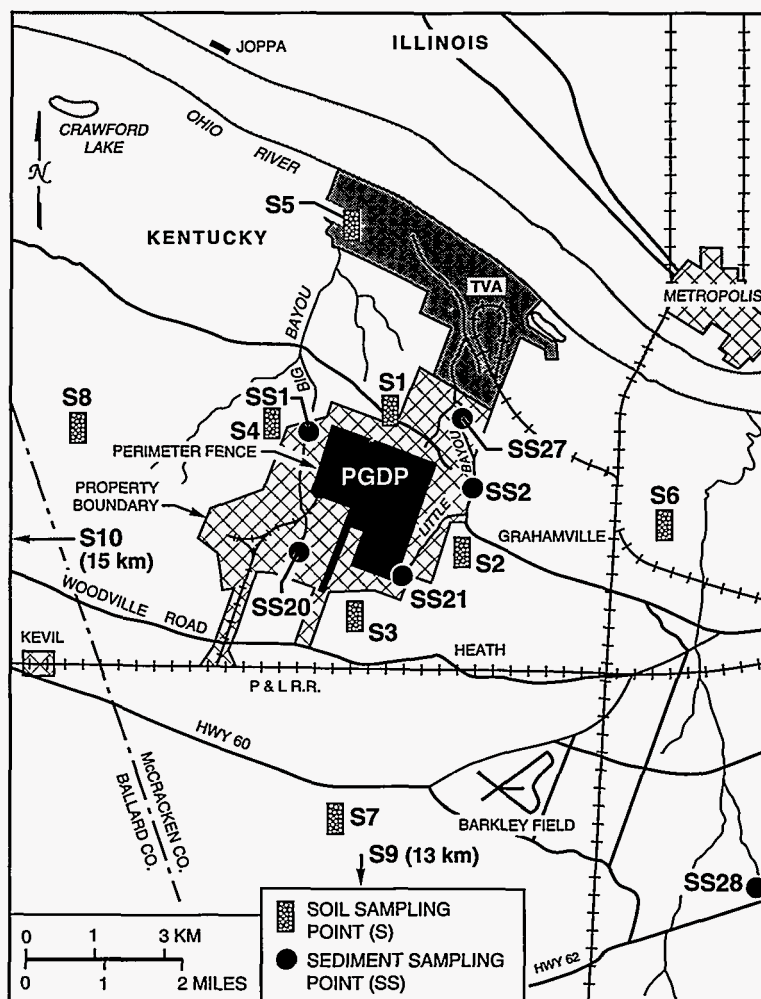 ILLINOIS
JOPPA
CRAWFORD
LAKE
OHIO
RIVER
N
S5
KENTUCKY
TVA
METROPOLIS
BAYOU
BIG
S8
SS1
S1
S4
SS27
PERIMETER FENCE
PGDP
BAYOU
LITTLE
SS2
PROPERTY
BOUNDARY
S6
S10
(15 km)
GRAHAMVILLE
S2
WOODVILLE
ROAD
SS20
SS21
S3
KEVIL
HEATH
P & L R.R.
HWY 60
McCRACKEN CO.
BALLARD CO.
S7
BARKLEY FIELD
S9 (13 km)
SS28
SOIL SAMPLING
POINT (S)
SEDIMENT SAMPLING
POINT (SS)
0 1 3 KM
0 1 2 MILES
HWY 62